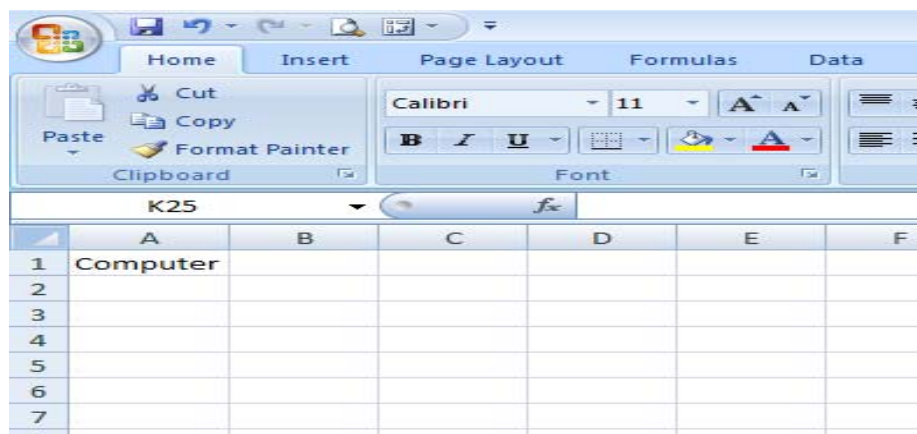 Home Insert Page Layout Formulas Data
Paste
Cut
Copy
Format Painter
Clipboard
Calibri 11 A A
B I U A
Font
K25 fx
A B C D E F
1 Computer
2
3
4
5
6
7